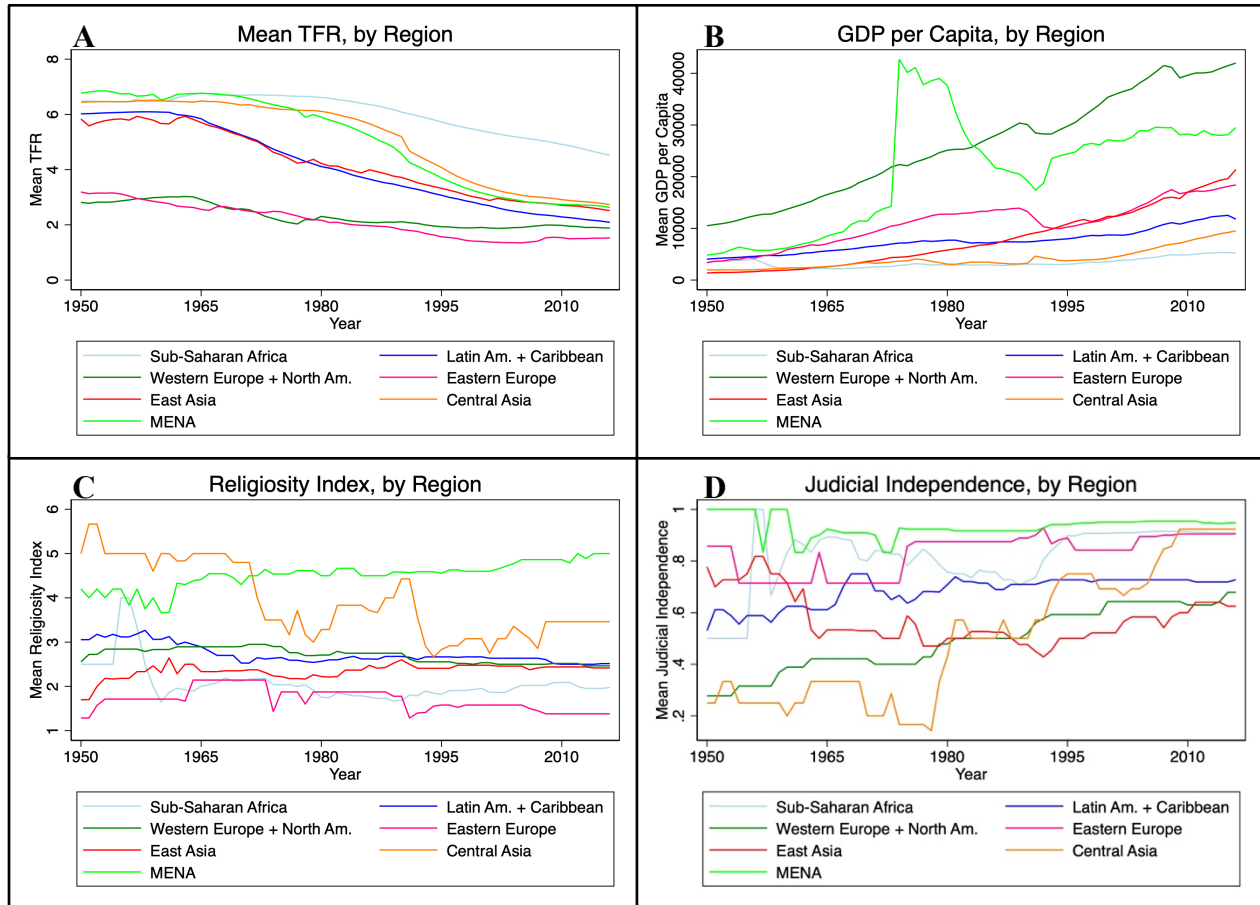 A
Mean TFR, by Region
8
6
4
2
0
Mean TFR
1950
1965
1980
1995
2010
Year
Sub-Saharan Africa
Latin Am. + Caribbean
Western Europe + North Am.
Eastern Europe
East Asia
Central Asia
MENA
B
GDP per Capita, by Region
40000
30000
20000
10000
0
Mean GDP per Capita
1950
1965
1980
1995
2010
Year
Sub-Saharan Africa
Latin Am. + Caribbean
Western Europe + North Am.
Eastern Europe
East Asia
Central Asia
MENA
C
Religiosity Index, by Region
6
5
4
3
2
1
Mean Religiosity Index
1950
1965
1980
1995
2010
Year
Sub-Saharan Africa
Latin Am. + Caribbean
Western Europe + North Am.
Eastern Europe
East Asia
Central Asia
MENA
D
Judicial Independence, by Region
1
.8
.6
.4
.2
Mean Judicial Independence
1950
1965
1980
1995
2010
Year
Sub-Saharan Africa
Latin Am. + Caribbean
Western Europe + North Am.
Eastern Europe
East Asia
Central Asia
MENA